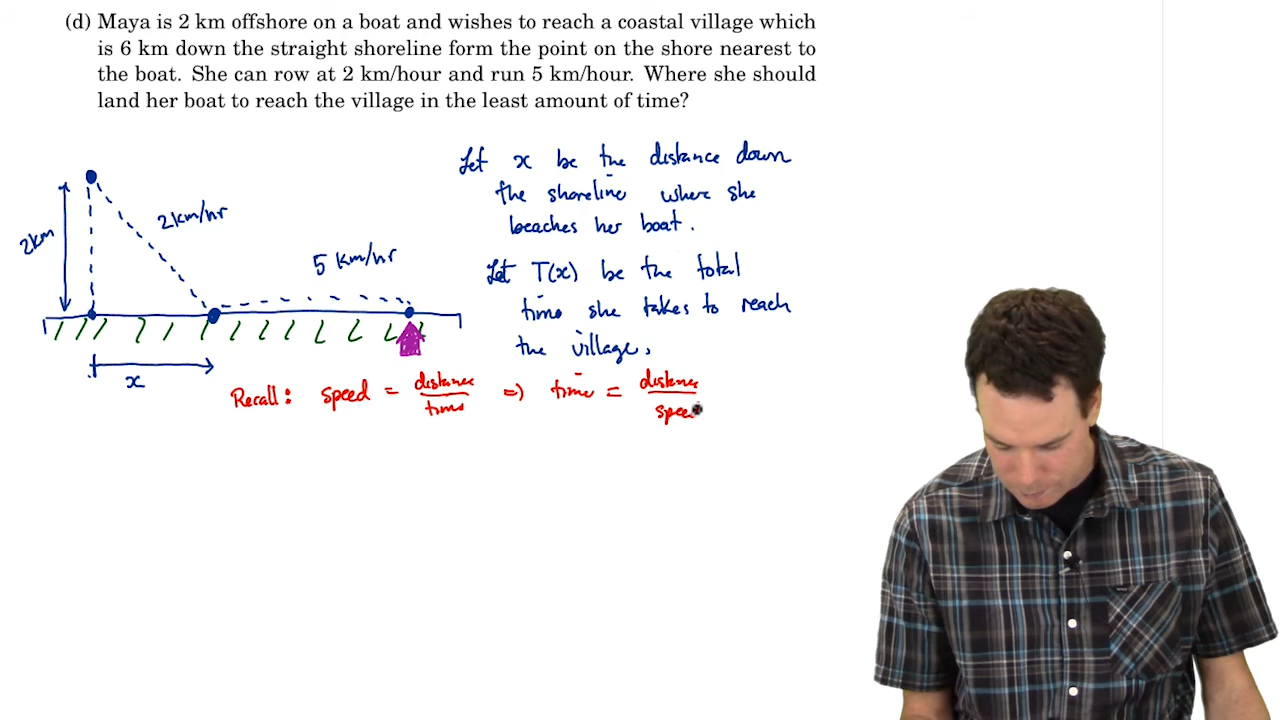 (d) Maya is 2 km offshore on a boat and wishes to reach a coastal village which
is 6 km down the straight shoreline form the point on the shore nearest to
the boat. She can row at 2 km/hour and run 5 km/hour. Where she should
land her boat to reach the village in the least amount of time?
Let x be the distance down
the shoreline where she
beaches her boat.
2km
2km/hr
5 km/hr
Let T(x) be the total
time she takes to reach
the village.
x
Recall: speed = distance/time => time = distance/spee